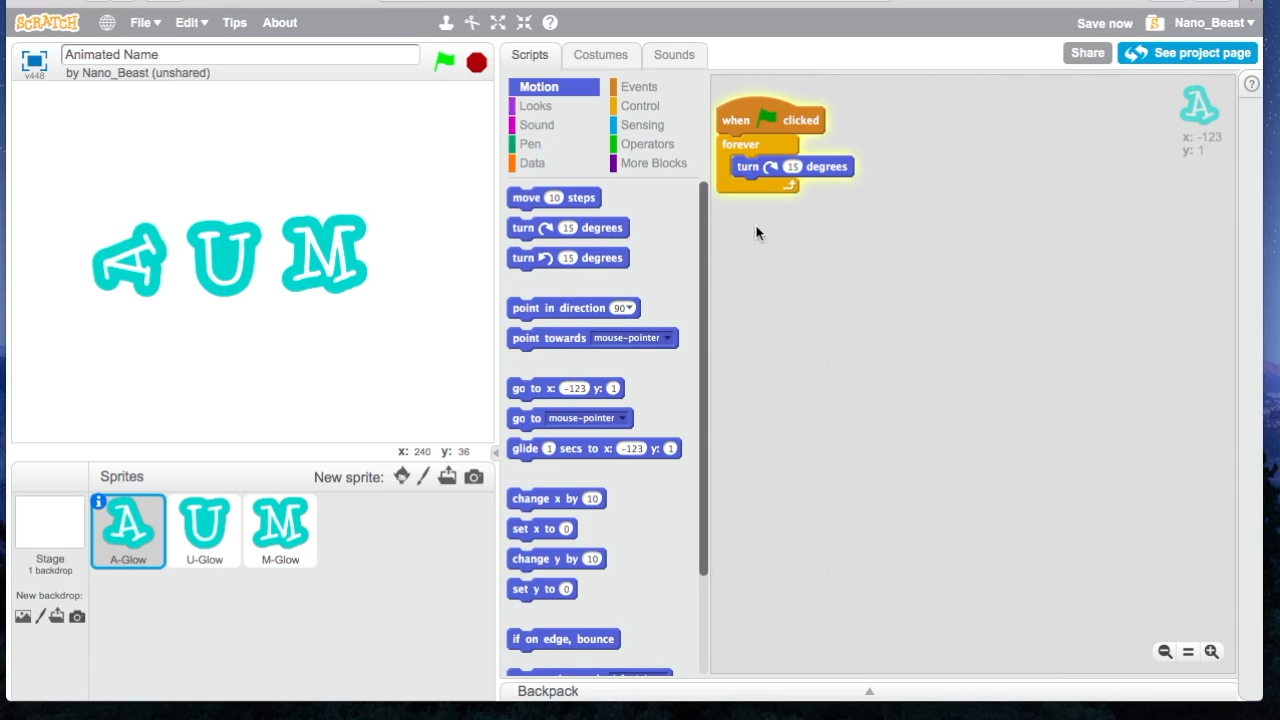 SCRATCH File▾ Edit▾ Tips About Save now Nano_Beast▾
v448
Animated Name
by Nano_Beast (unshared)
Scripts Costumes Sounds
Share See project page
Motion Events
Looks Control
Sound Sensing
Pen Operators
Data More Blocks
move 10 steps
turn 15 degrees
turn 15 degrees
point in direction 90▾
point towards mouse-pointer
go to x: -123 y: 1
go to mouse-pointer
glide 1 secs to x: -123 y: 1
change x by 10
set x to 0
change y by 10
set y to 0
if on edge, bounce
when clicked
forever
turn 15 degrees
A
x: -123
y: 1
A U M
x: 240 y: 36
Sprites New sprite:
A U M
A-Glow U-Glow M-Glow
Stage
1 backdrop
New backdrop:
Backpack